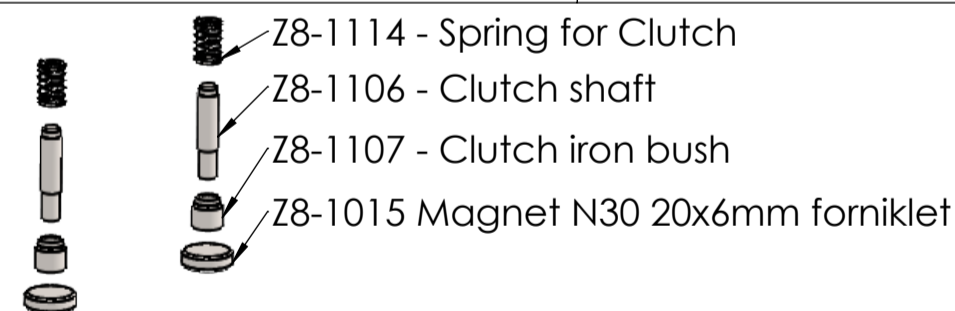 Z8-1114 - Spring for Clutch
Z8-1106 - Clutch shaft
Z8-1107 - Clutch iron bush
Z8-1015 Magnet N30 20x6mm forniklet